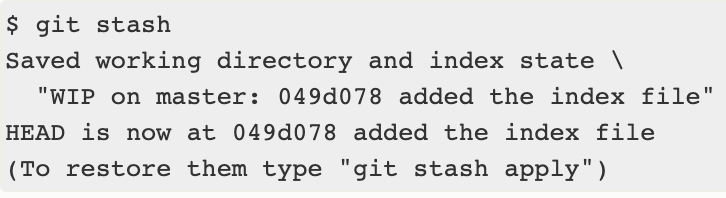 $ git stash
Saved working directory and index state \
  "WIP on master: 049d078 added the index file"
HEAD is now at 049d078 added the index file
(To restore them type "git stash apply")